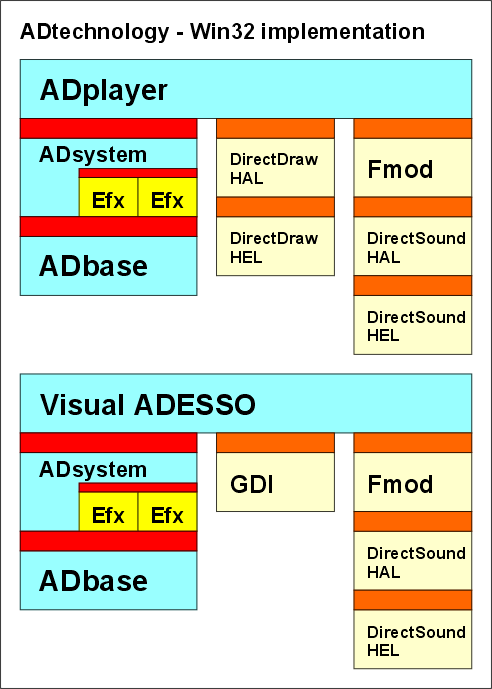 ADtechnology - Win32 implementation
ADplayer
ADsystem
Efx Efx
ADbase
DirectDraw
HAL
DirectDraw
HEL
Fmod
DirectSound
HAL
DirectSound
HEL
Visual ADESSO
ADsystem
Efx Efx
ADbase
GDI
Fmod
DirectSound
HAL
DirectSound
HEL